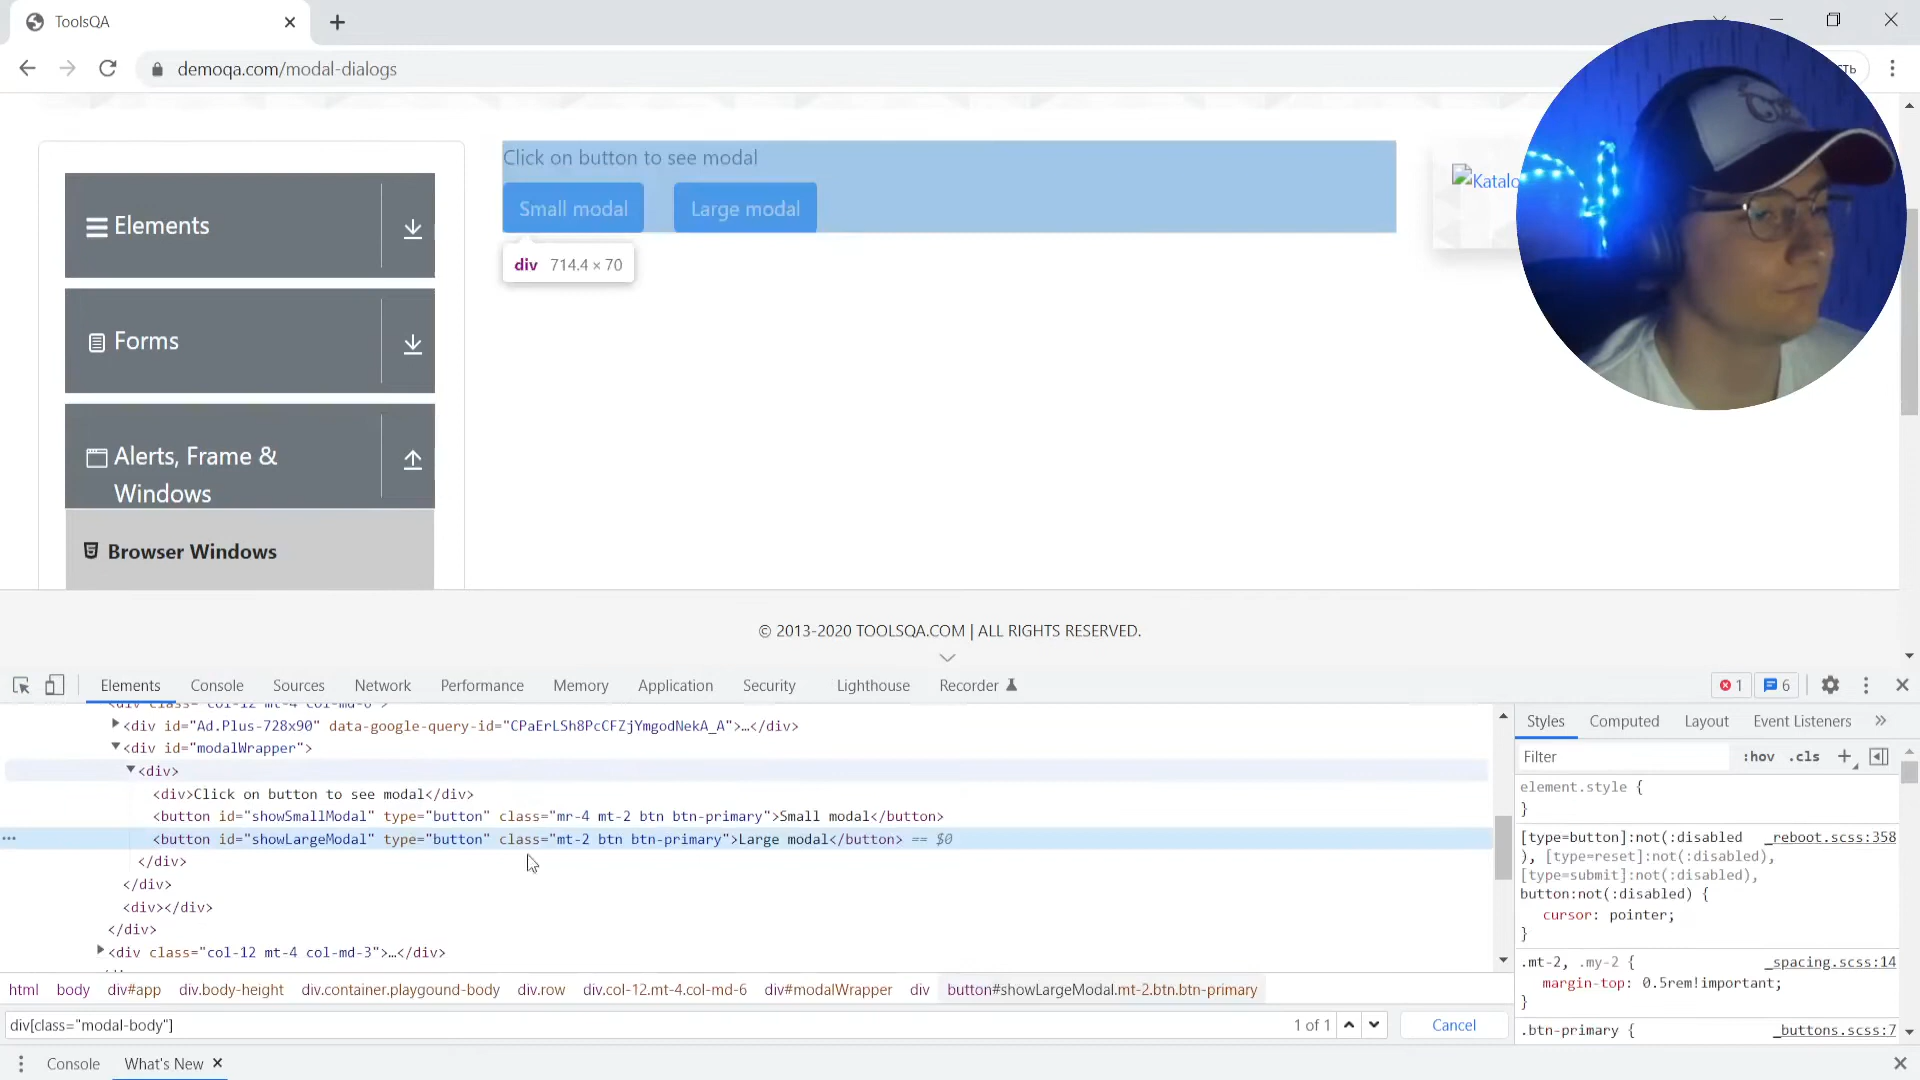 ToolsQA
demoqa.com/modal-dialogs
ть
Click on button to see modal
Small modal
Large modal
div 714.4 × 70
Katalo
Elements
Forms
Alerts, Frame &
Windows
Browser Windows
© 2013-2020 TOOLSQA.COM | ALL RIGHTS RESERVED.
Elements Console Sources Network Performance Memory Application Security Lighthouse Recorder 1 6
<div id="Ad.Plus-728x90" data-google-query-id="CPaErLSh8PcCFZjYmgodNekA_A">…</div>
<div id="modalWrapper">
<div>
<div>Click on button to see modal</div>
<button id="showSmallModal" type="button" class="mr-4 mt-2 btn btn-primary">Small modal</button>
<button id="showLargeModal" type="button" class="mt-2 btn btn-primary">Large modal</button> == $0
</div>
</div>
<div></div>
</div>
<div class="col-12 mt-4 col-md-3">…</div>
html body div#app div.body-height div.container.playgound-body div.row div.col-12.mt-4.col-md-6 div#modalWrapper div button#showLargeModal.mt-2.btn.btn-primary
div[class="modal-body"] 1 of 1 Cancel
Console What's New
Styles Computed Layout Event Listeners »
Filter :hov .cls +
element.style {
}
[type=button]:not(:disabled _reboot.scss:358
), [type=reset]:not(:disabled),
[type=submit]:not(:disabled),
button:not(:disabled) {
cursor: pointer;
}
.mt-2, .my-2 { _spacing.scss:14
margin-top: 0.5rem!important;
}
.btn-primary { _buttons.scss:7